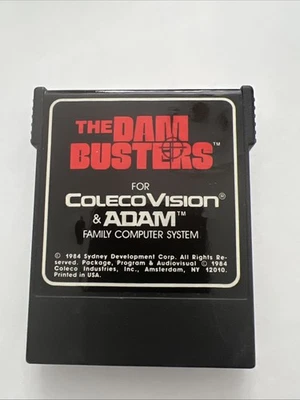 THE DAM
BUSTERS™
FOR
COLECOVISION®
& ADAM™
FAMILY COMPUTER SYSTEM
© 1984 Sydney Development Corp. All Rights Re-
served. Package, Program & Audiovisual © 1984
Coleco Industries, Inc., Amsterdam, NY 12010.
Printed in USA.